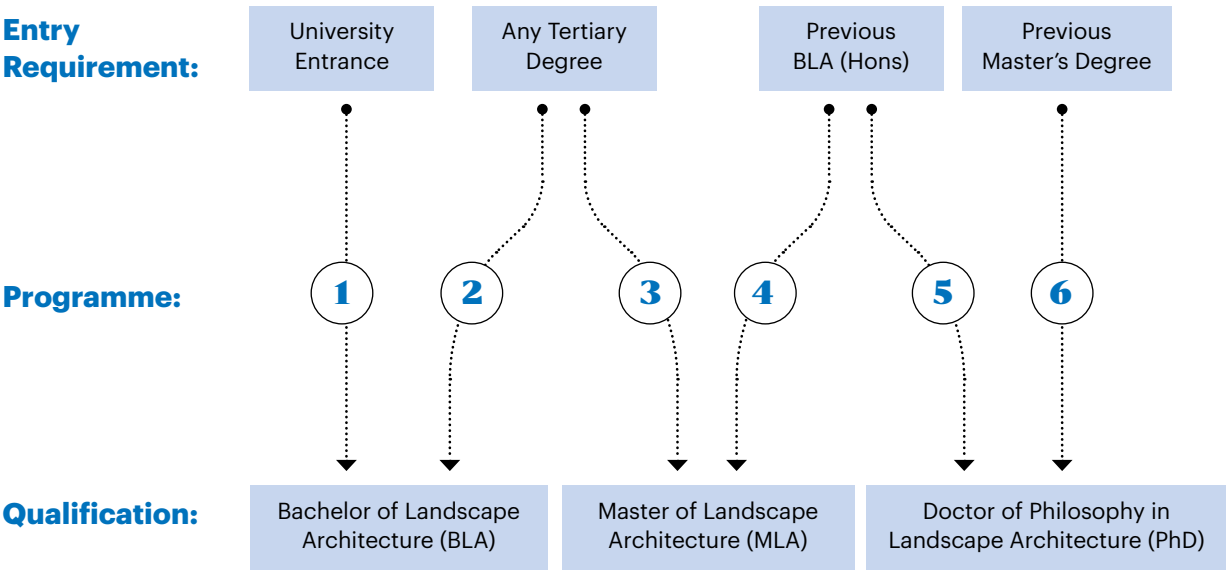 Entry
Requirement:
University
Entrance
Any Tertiary
Degree
Previous
BLA (Hons)
Previous
Master’s Degree
Programme:
1
2
3
4
5
6
Qualification:
Bachelor of Landscape
Architecture (BLA)
Master of Landscape
Architecture (MLA)
Doctor of Philosophy in
Landscape Architecture (PhD)